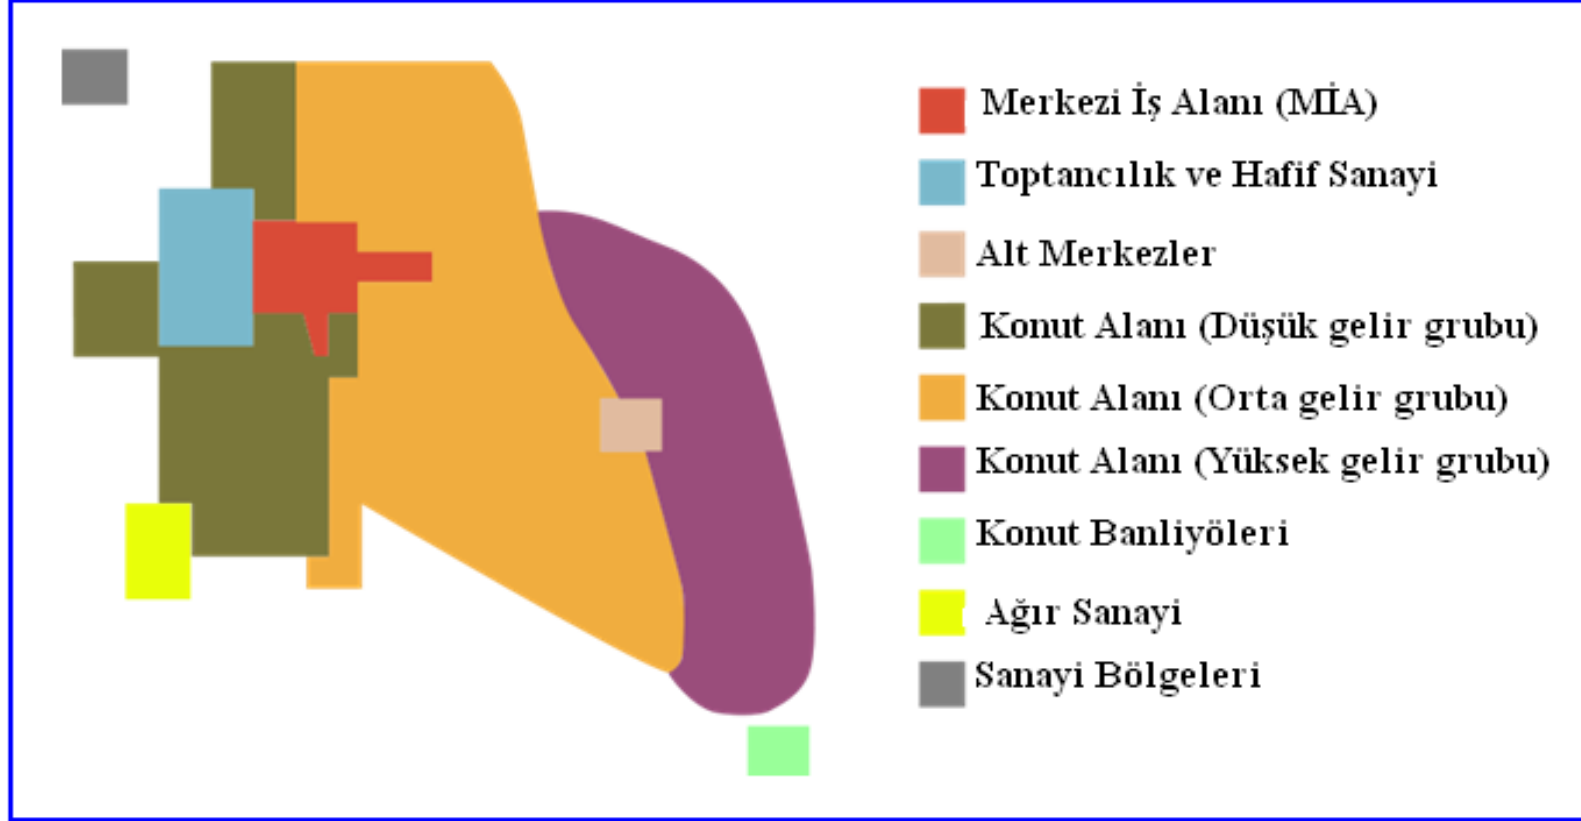 Merkezi İş Alanı (MİA)
Toptancılık ve Hafif Sanayi
Alt Merkezler
Konut Alanı (Düşük gelir grubu)
Konut Alanı (Orta gelir grubu)
Konut Alanı (Yüksek gelir grubu)
Konut Banliyöleri
Ağır Sanayi
Sanayi Bölgeleri